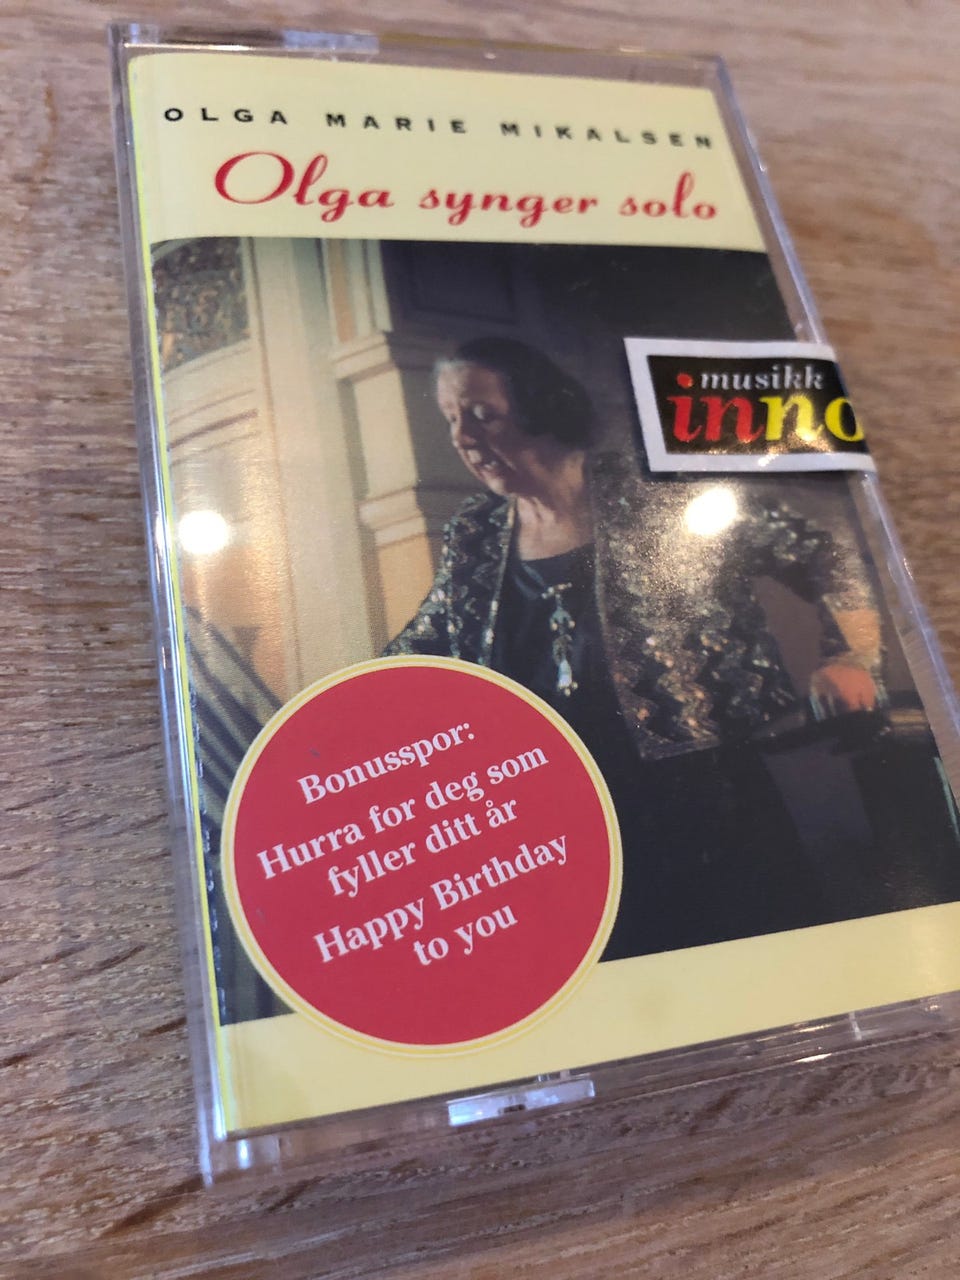 OLGA MARIE MIKALSEN
Olga synger solo
musikk
inno
Bonusspor:
Hurra for deg som
fyller ditt år
Happy Birthday
to you